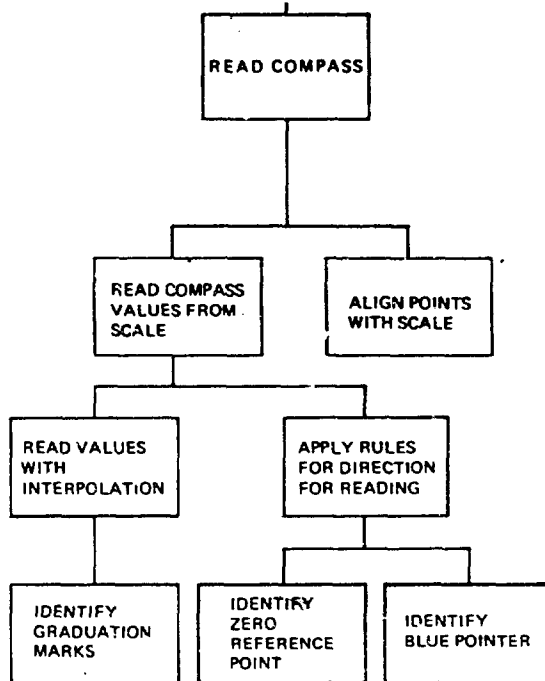 READ COMPASS
READ COMPASS
VALUES FROM
SCALE
ALIGN POINTS
WITH SCALE
READ VALUES
WITH
INTERPOLATION
APPLY RULES
FOR DIRECTION
FOR READING
IDENTIFY
GRADUATION
MARKS
IDENTIFY
ZERO
REFERENCE
POINT
IDENTIFY
BLUE POINTER